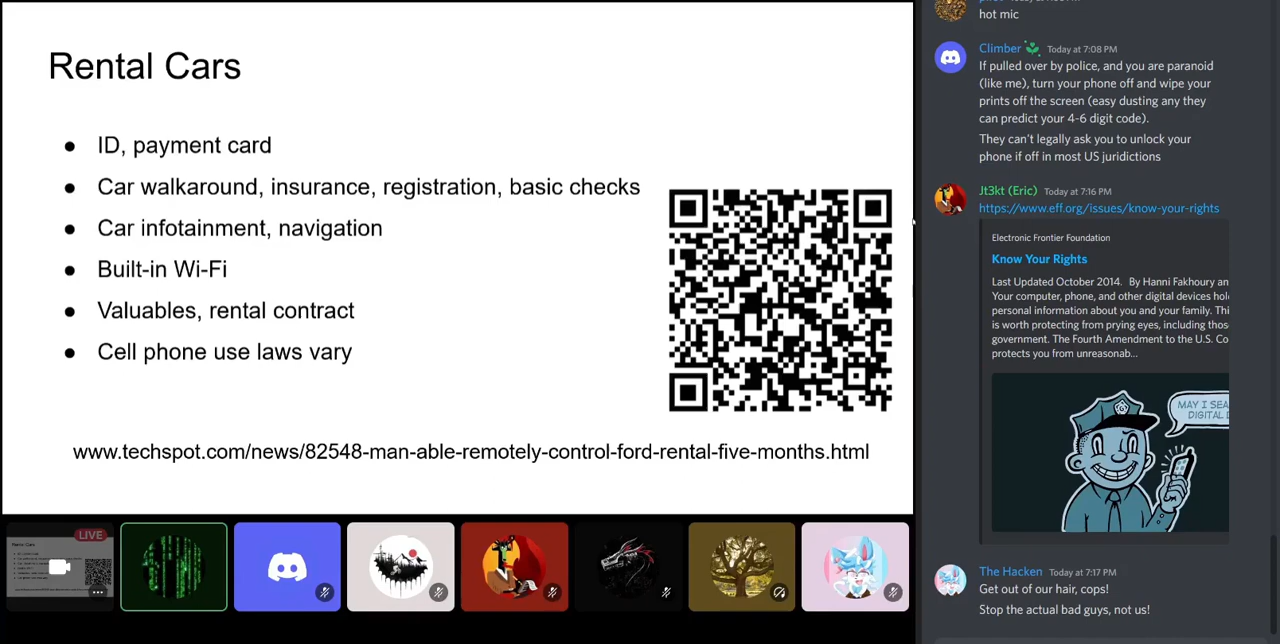 Rental Cars
● ID, payment card
● Car walkaround, insurance, registration, basic checks
● Car infotainment, navigation
● Built-in Wi-Fi
● Valuables, rental contract
● Cell phone use laws vary
www.techspot.com/news/82548-man-able-remotely-control-ford-rental-five-months.html
LIVE
Rental Cars
hot mic
Climber Today at 7:08 PM
If pulled over by police, and you are paranoid
(like me), turn your phone off and wipe your
prints off the screen (easy dusting any they
can predict your 4-6 digit code).
They can't legally ask you to unlock your
phone if off in most US juridictions
Jt3kt (Eric) Today at 7:16 PM
https://www.eff.org/issues/know-your-rights
Electronic Frontier Foundation
Know Your Rights
Last Updated October 2014. By Hanni Fakhoury an
Your computer, phone, and other digital devices hol
personal information about you and your family. Thi
is worth protecting from prying eyes, including thos
government. The Fourth Amendment to the U.S. Co
protects you from unreasonab...
MAY I SEA
DIGITAL D
The Hacken Today at 7:17 PM
Get out of our hair, cops!
Stop the actual bad guys, not us!